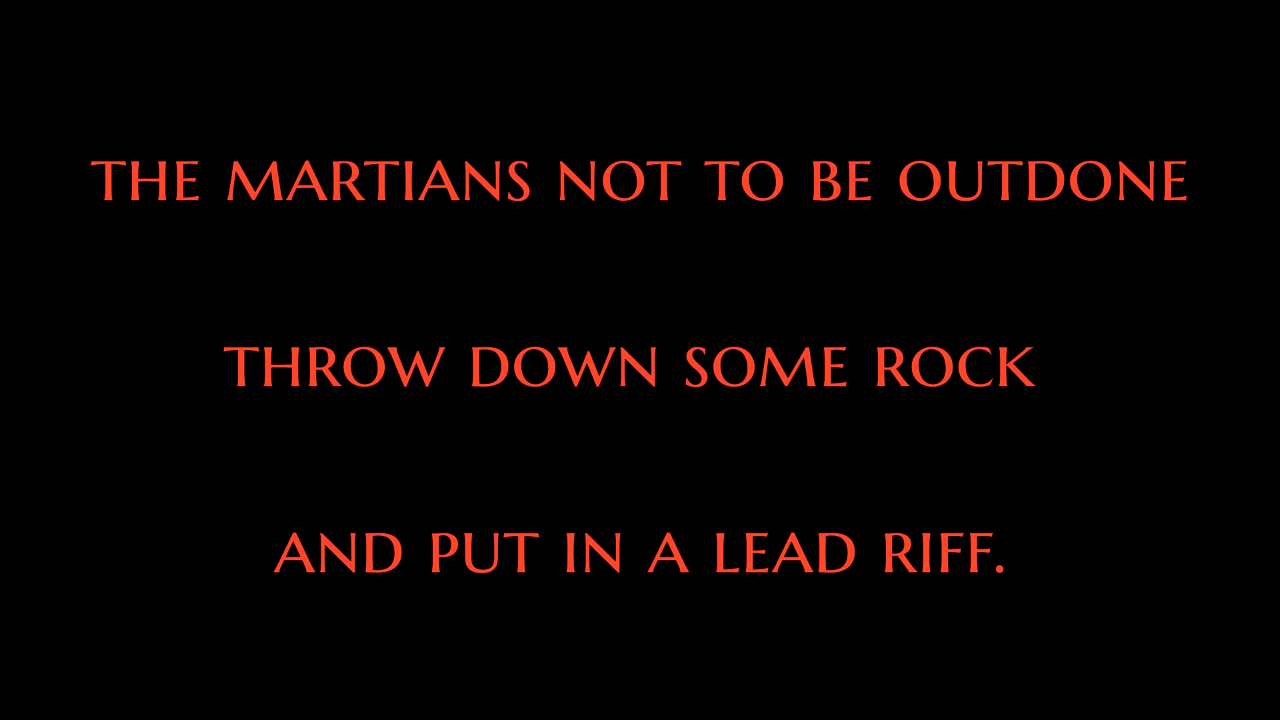 THE MARTIANS NOT TO BE OUTDONE
THROW DOWN SOME ROCK
AND PUT IN A LEAD RIFF.